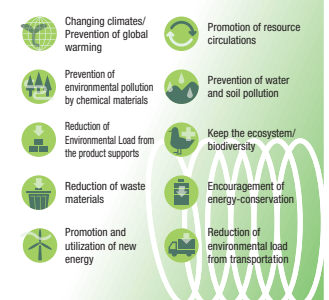 Changing climates/
Prevention of global
warming
Promotion of resource
circulations
Prevention of
environmental pollution
by chemical materials
Prevention of water
and soil pollution
Reduction of
Environmental Load from
the product supports
Keep the ecosystem/
biodiversity
Reduction of waste
materials
Encouragement of
energy-conservation
Promotion and
utilization of new
energy
Reduction of
environmental load
from transportation